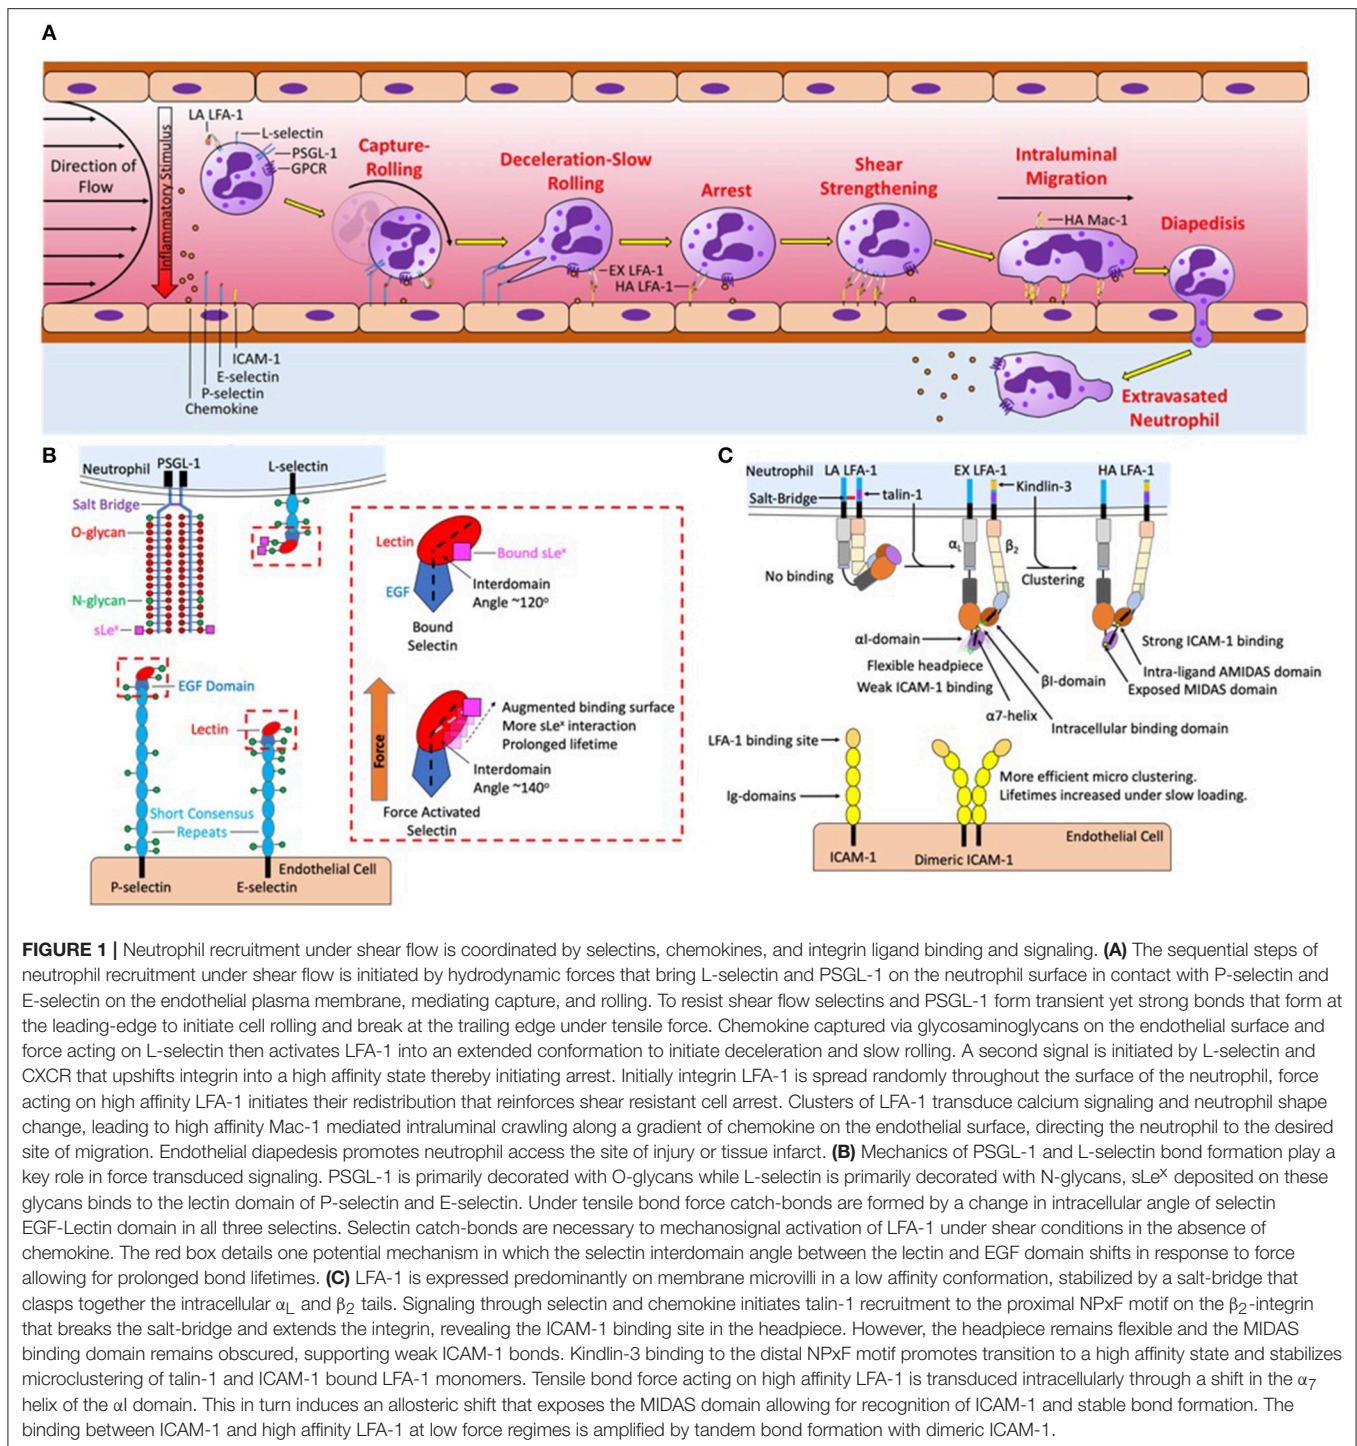 A
LA LFA-1
L-selectin
PSGL-1
GPCR
Direction of
Flow
Inflammatory Stimulus
Capture-
Rolling
Deceleration-Slow
Rolling
Arrest
Shear
Strengthening
Intraluminal
Migration
HA Mac-1
Diapedisis
EX LFA-1
HA LFA-1
ICAM-1
E-selectin
P-selectin
Chemokine
Extravasated
Neutrophil
B
Neutrophil
PSGL-1
L-selectin
Salt Bridge
O-glycan
N-glycan
sLeˣ
EGF Domain
Lectin
Short Consensus
Repeats
Endothelial Cell
P-selectin
E-selectin
Lectin
Bound sLeˣ
EGF
Interdomain
Angle ~120°
Bound
Selectin
Force
Augmented binding surface
More sLeˣ interaction
Prolonged lifetime
Interdomain
Angle ~140°
Force Activated
Selectin
C
Neutrophil
LA LFA-1
EX LFA-1
HA LFA-1
Salt-Bridge
talin-1
Kindlin-3
α_L
β₂
No binding
Clustering
αI-domain
Flexible headpiece
Weak ICAM-1 binding
βI-domain
α7-helix
Strong ICAM-1 binding
Intra-ligand AMIDAS domain
Exposed MIDAS domain
Intracellular binding domain
LFA-1 binding site
Ig-domains
More efficient micro clustering.
Lifetimes increased under slow loading.
Endothelial Cell
ICAM-1
Dimeric ICAM-1
FIGURE 1 | Neutrophil recruitment under shear flow is coordinated by selectins, chemokines, and integrin ligand binding and signaling. (A) The sequential steps of
neutrophil recruitment under shear flow is initiated by hydrodynamic forces that bring L-selectin and PSGL-1 on the neutrophil surface in contact with P-selectin and
E-selectin on the endothelial plasma membrane, mediating capture, and rolling. To resist shear flow selectins and PSGL-1 form transient yet strong bonds that form at
the leading-edge to initiate cell rolling and break at the trailing edge under tensile force. Chemokine captured via glycosaminoglycans on the endothelial surface and
force acting on L-selectin then activates LFA-1 into an extended conformation to initiate deceleration and slow rolling. A second signal is initiated by L-selectin and
CXCR that upshifts integrin into a high affinity state thereby initiating arrest. Initially integrin LFA-1 is spread randomly throughout the surface of the neutrophil, force
acting on high affinity LFA-1 initiates their redistribution that reinforces shear resistant cell arrest. Clusters of LFA-1 transduce calcium signaling and neutrophil shape
change, leading to high affinity Mac-1 mediated intraluminal crawling along a gradient of chemokine on the endothelial surface, directing the neutrophil to the desired
site of migration. Endothelial diapedesis promotes neutrophil access the site of injury or tissue infarct. (B) Mechanics of PSGL-1 and L-selectin bond formation play a
key role in force transduced signaling. PSGL-1 is primarily decorated with O-glycans while L-selectin is primarily decorated with N-glycans, sLeˣ deposited on these
glycans binds to the lectin domain of P-selectin and E-selectin. Under tensile bond force catch-bonds are formed by a change in intracellular angle of selectin
EGF-Lectin domain in all three selectins. Selectin catch-bonds are necessary to mechanosignal activation of LFA-1 under shear conditions in the absence of
chemokine. The red box details one potential mechanism in which the selectin interdomain angle between the lectin and EGF domain shifts in response to force
allowing for prolonged bond lifetimes. (C) LFA-1 is expressed predominantly on membrane microvilli in a low affinity conformation, stabilized by a salt-bridge that
clasps together the intracellular α_L and β₂ tails. Signaling through selectin and chemokine initiates talin-1 recruitment to the proximal NPxF motif on the β₂-integrin
that breaks the salt-bridge and extends the integrin, revealing the ICAM-1 binding site in the headpiece. However, the headpiece remains flexible and the MIDAS
binding domain remains obscured, supporting weak ICAM-1 bonds. Kindlin-3 binding to the distal NPxF motif promotes transition to a high affinity state and stabilizes
microclustering of talin-1 and ICAM-1 bound LFA-1 monomers. Tensile bond force acting on high affinity LFA-1 is transduced intracellularly through a shift in the α₇
helix of the αI domain. This in turn induces an allosteric shift that exposes the MIDAS domain allowing for recognition of ICAM-1 and stable bond formation. The
binding between ICAM-1 and high affinity LFA-1 at low force regimes is amplified by tandem bond formation with dimeric ICAM-1.